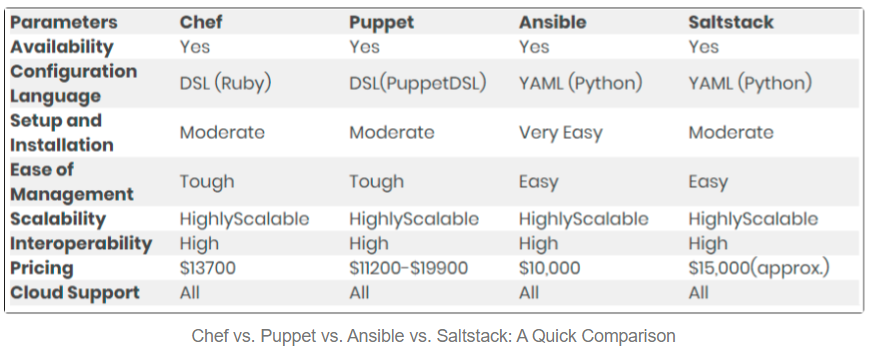 Parameters Chef Puppet Ansible Saltstack
Availability Yes Yes Yes Yes
Configuration
Language DSL (Ruby) DSL(PuppetDSL) YAML (Python) YAML (Python)
Setup and
Installation Moderate Moderate Very Easy Moderate
Ease of
Management Tough Tough Easy Easy
Scalability HighlyScalable HighlyScalable HighlyScalable HighlyScalable
Interoperability High High High High
Pricing $13700 $11200-$19900 $10,000 $15,000(approx.)
Cloud Support All All All All
Chef vs. Puppet vs. Ansible vs. Saltstack: A Quick Comparison